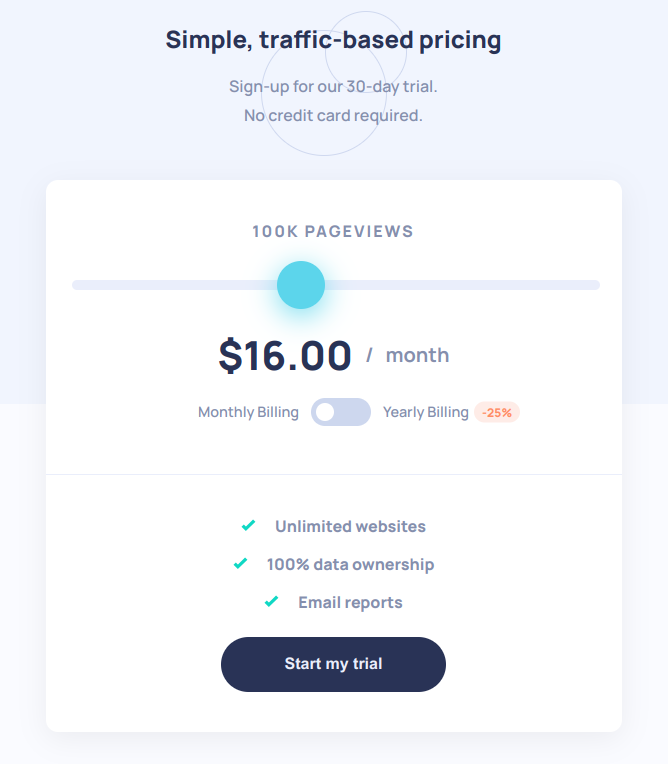 Simple, traffic-based pricing
Sign-up for our 30-day trial.
No credit card required.
100K PAGEVIEWS
$16.00 / month
Monthly Billing Yearly Billing -25%
Unlimited websites
100% data ownership
Email reports
Start my trial